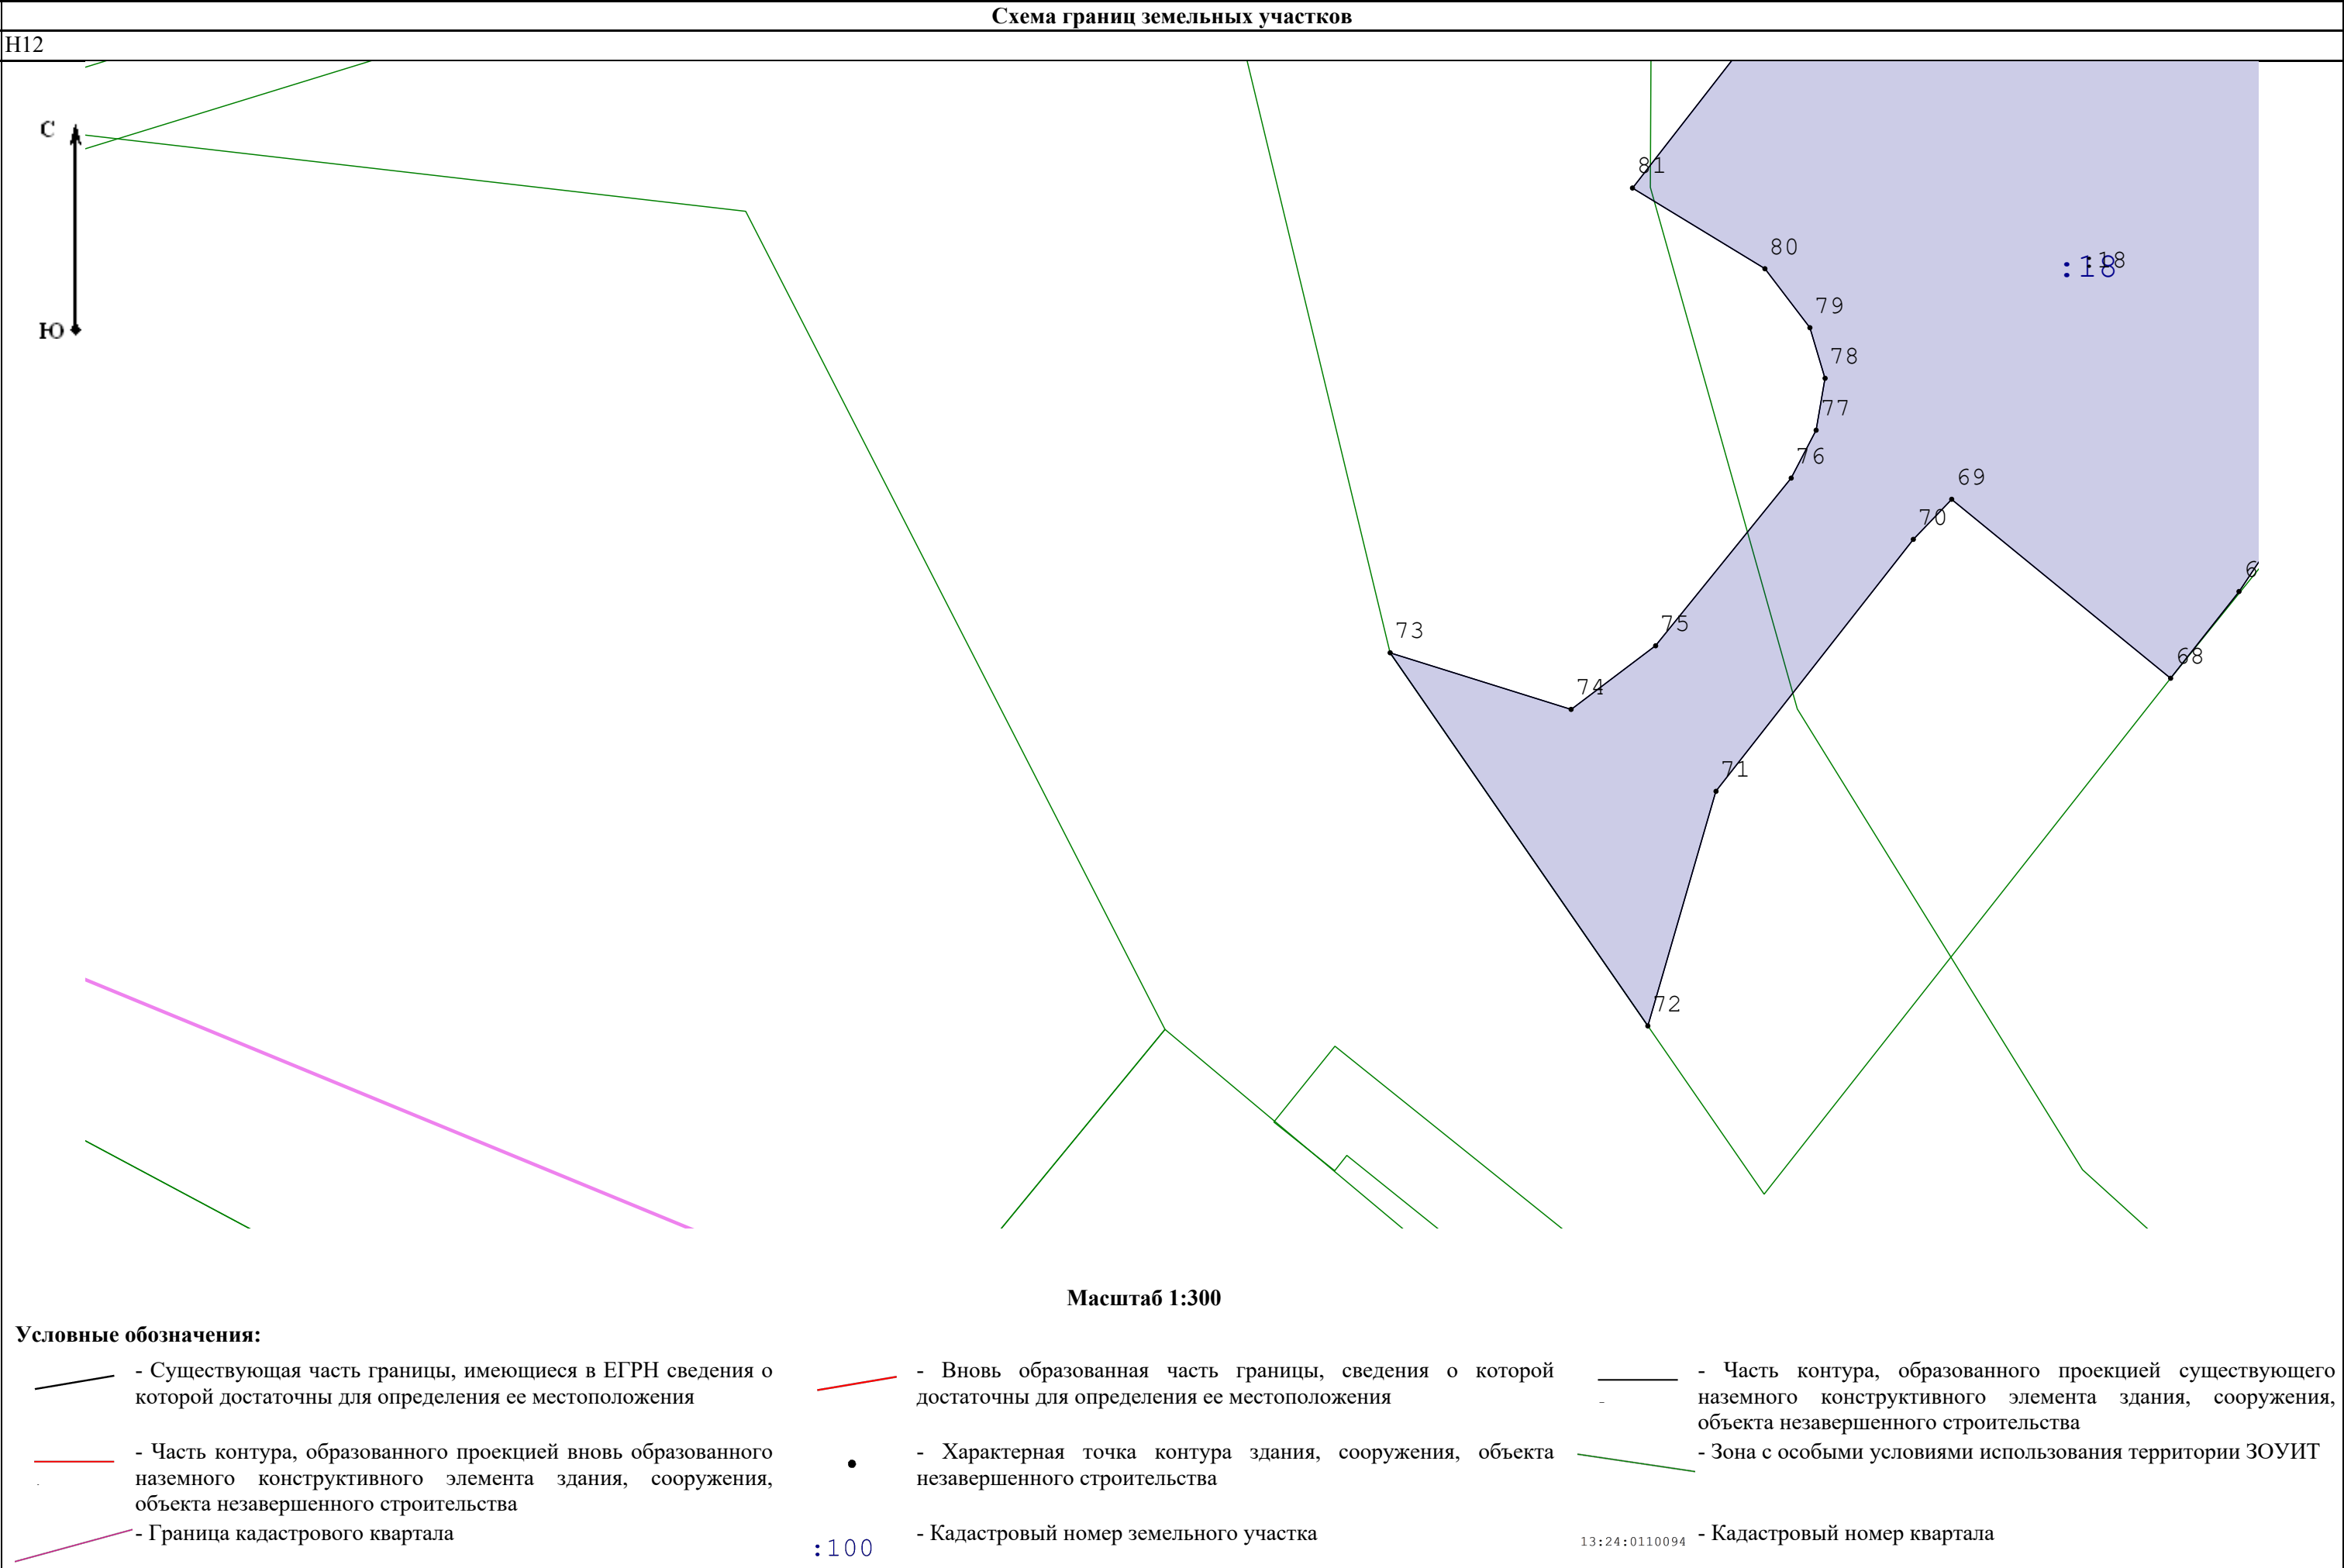 Схема границ земельных участков
Н12
С
Ю
81
80
:18
:18
79
78
77
76
69
70
6
75
73
68
74
71
72
Масштаб 1:300
Условные обозначения:
- Существующая часть границы, имеющиеся в ЕГРН сведения о
которой достаточны для определения ее местоположения
- Вновь образованная часть границы, сведения о которой
достаточны для определения ее местоположения
- Часть контура, образованного проекцией существующего
наземного конструктивного элемента здания, сооружения,
объекта незавершенного строительства
- Часть контура, образованного проекцией вновь образованного
наземного конструктивного элемента здания, сооружения,
объекта незавершенного строительства
- Характерная точка контура здания, сооружения, объекта
незавершенного строительства
- Зона с особыми условиями использования территории ЗОУИТ
- Граница кадастрового квартала
:100
- Кадастровый номер земельного участка
13:24:0110094
- Кадастровый номер квартала